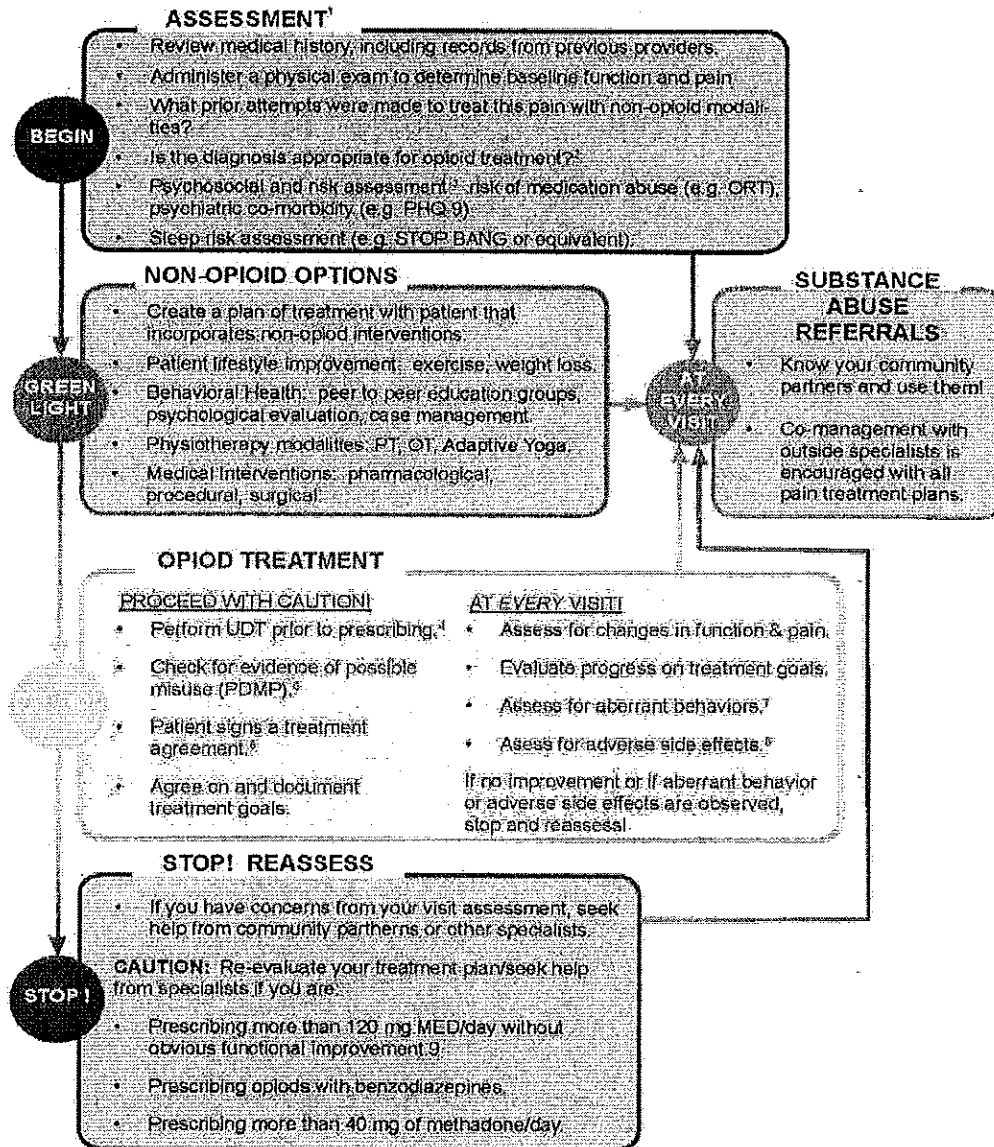 ASSESSMENT¹
• Review medical history, including records from previous providers.
• Administer a physical exam to determine baseline function and pain
• What prior attempts were made to treat this pain with non-opioid modali-
ties?
• Is the diagnosis appropriate for opioid treatment?
• Psychosocial and risk assessment: risk of medication abuse (e.g. ORT),
psychiatric co-morbidity (e.g. PHQ 9)
• Sleep risk assessment (e.g. STOP BANG or equivalent).
BEGIN
NON-OPIOID OPTIONS
• Create a plan of treatment with patient that
incorporates non-opiod interventions.
• Patient lifestyle improvement: exercise, weight loss.
• Behavioral Health: peer to peer education groups,
psychological evaluation, case management.
• Physiotherapy modalities: PT, OT, Adaptive Yoga.
• Medical Interventions: pharmacological,
procedural, surgical
GREEN
LIGHT
AT
EVERY
VISIT
SUBSTANCE
ABUSE
REFERRALS
• Know your community
partners and use them!
• Co-management with
outside specialists is
encouraged with all
pain treatment plans.
OPIOD TREATMENT
PROCEED WITH CAUTION!
• Perform UDT prior to prescribing.⁴
• Check for evidence of possible
misuse (PDMP).
• Patient signs a treatment
agreement.
• Agree on and document
treatment goals.
AT EVERY VISIT!
• Assess for changes in function & pain.
• Evaluate progress on treatment goals.
• Assess for aberrant behaviors.⁷
• Asess for adverse side effects.
If no improvement or if aberrant behavior
or adverse side effects are observed,
stop and reassess!
STOP! REASSESS
• If you have concerns from your visit assessment, seek
help from community partherns or other specialists.
CAUTION: Re-evaluate your treatment plan/seek help
from specialists if you are:
• Prescribing more than 120 mg MED/day without
obvious functional improvement.9
• Prescribing opiods with benzodiazepines.
• Prescribing more than 40 mg of methadone/day.
STOP !